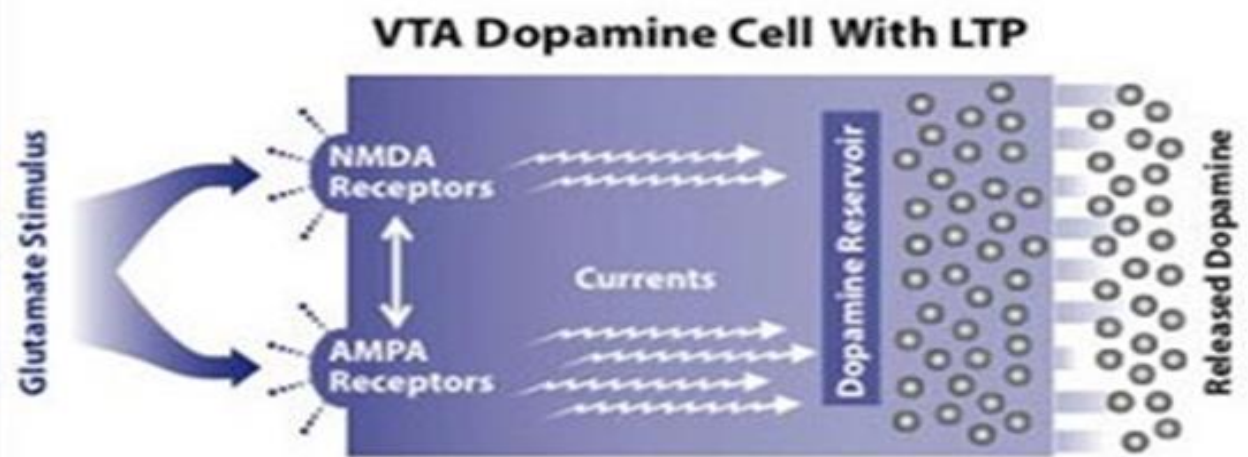 VTA Dopamine Cell With LTP
Glutamate Stimulus
NMDA
Receptors
Currents
AMPA
Receptors
Dopamine Reservoir
Released Dopamine